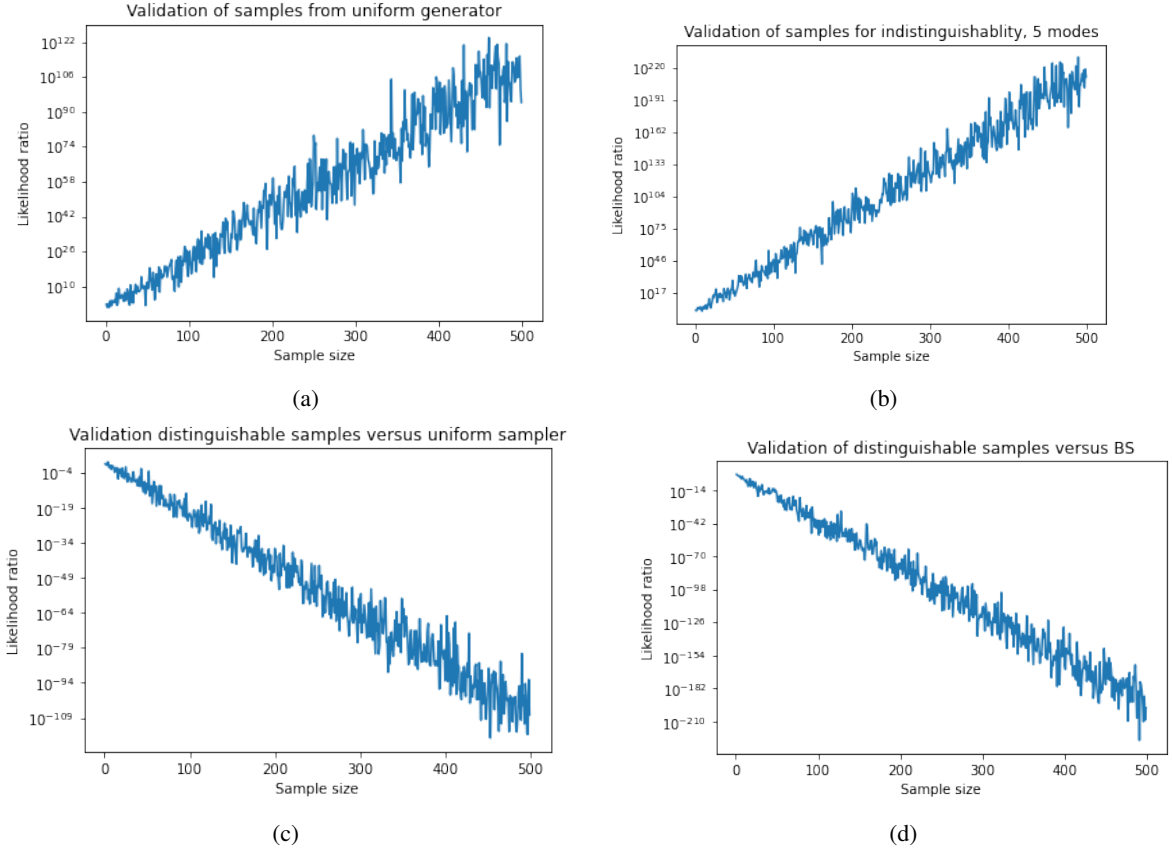 Validation of samples from uniform generator
10^122
10^106
10^90
10^74
10^58
10^42
10^26
10^10
Likelihood ratio
0 100 200 300 400 500
Sample size
(a)
Validation of samples for indistinguishablity, 5 modes
10^220
10^191
10^162
10^133
10^104
10^75
10^46
10^17
Likelihood ratio
0 100 200 300 400 500
Sample size
(b)
Validation distinguishable samples versus uniform sampler
10^−4
10^−19
10^−34
10^−49
10^−64
10^−79
10^−94
10^−109
Likelihood ratio
0 100 200 300 400 500
Sample size
(c)
Validation of distinguishable samples versus BS
10^−14
10^−42
10^−70
10^−98
10^−126
10^−154
10^−182
10^−210
Likelihood ratio
0 100 200 300 400 500
Sample size
(d)